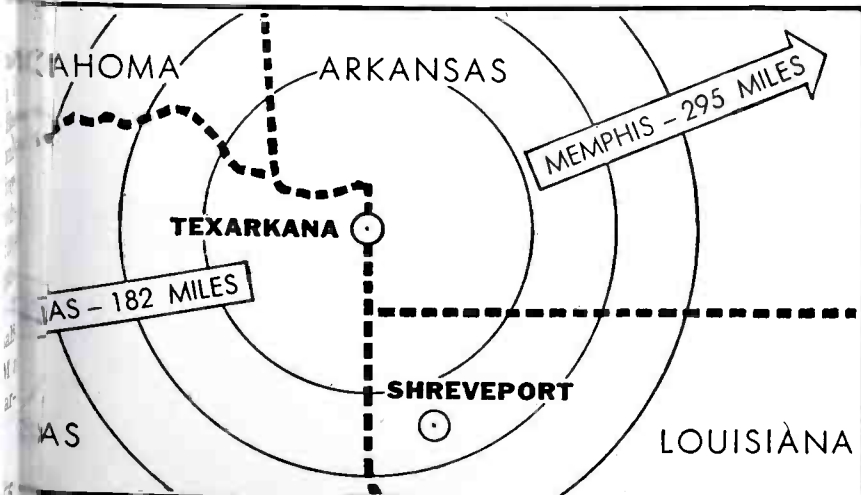 AHOMA
ARKANSAS
MEMPHIS – 295 MILES
TEXARKANA
AS – 182 MILES
SHREVEPORT
AS
LOUISIANA